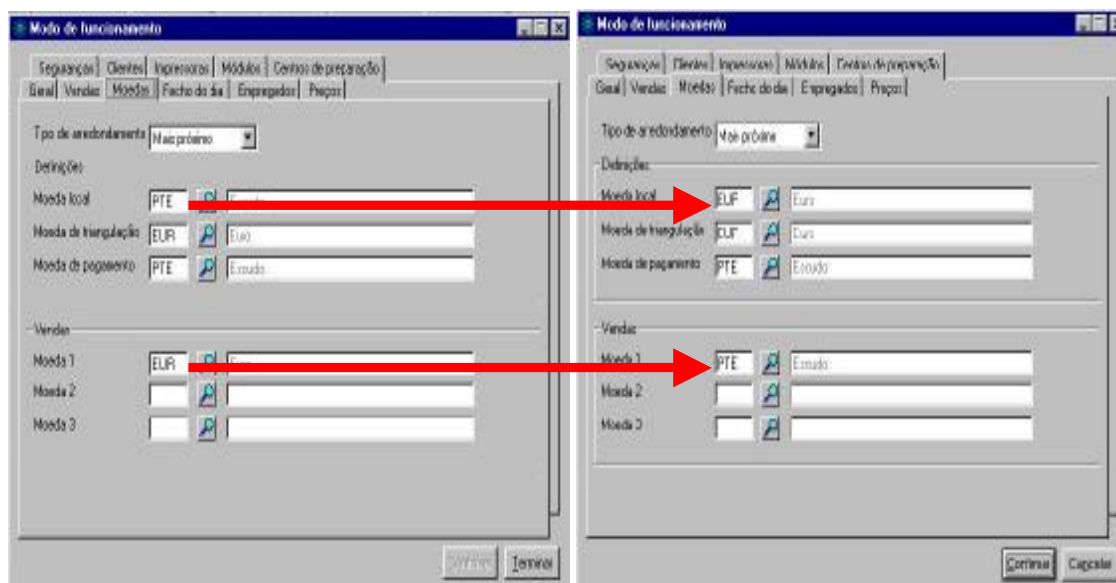 Modo de funcionamento
Seguranças Clientes Impressoras Módulos Centros de preparação
Geral Vendas Moedas Fecho do dia Empregados Preços
Tipo de arredondamento Mais próximo
Definições
Moeda local PTE Escudo
Moeda de triangulação EUR Euro
Moeda de pagamento PTE Escudo
Vendas
Moeda 1 EUR
Moeda 2
Moeda 3
Terminar
Modo de funcionamento
Seguranças Clientes Impressoras Módulos Centros de preparação
Geral Vendas Moedas Fecho do dia Empregados Preços
Tipo de arredondamento Mais próximo
Definições
Moeda local EUR Euro
Moeda de triangulação EUR Euro
Moeda de pagamento PTE Escudo
Vendas
Moeda 1 PTE Escudo
Moeda 2
Moeda 3
Confirmar Cancelar